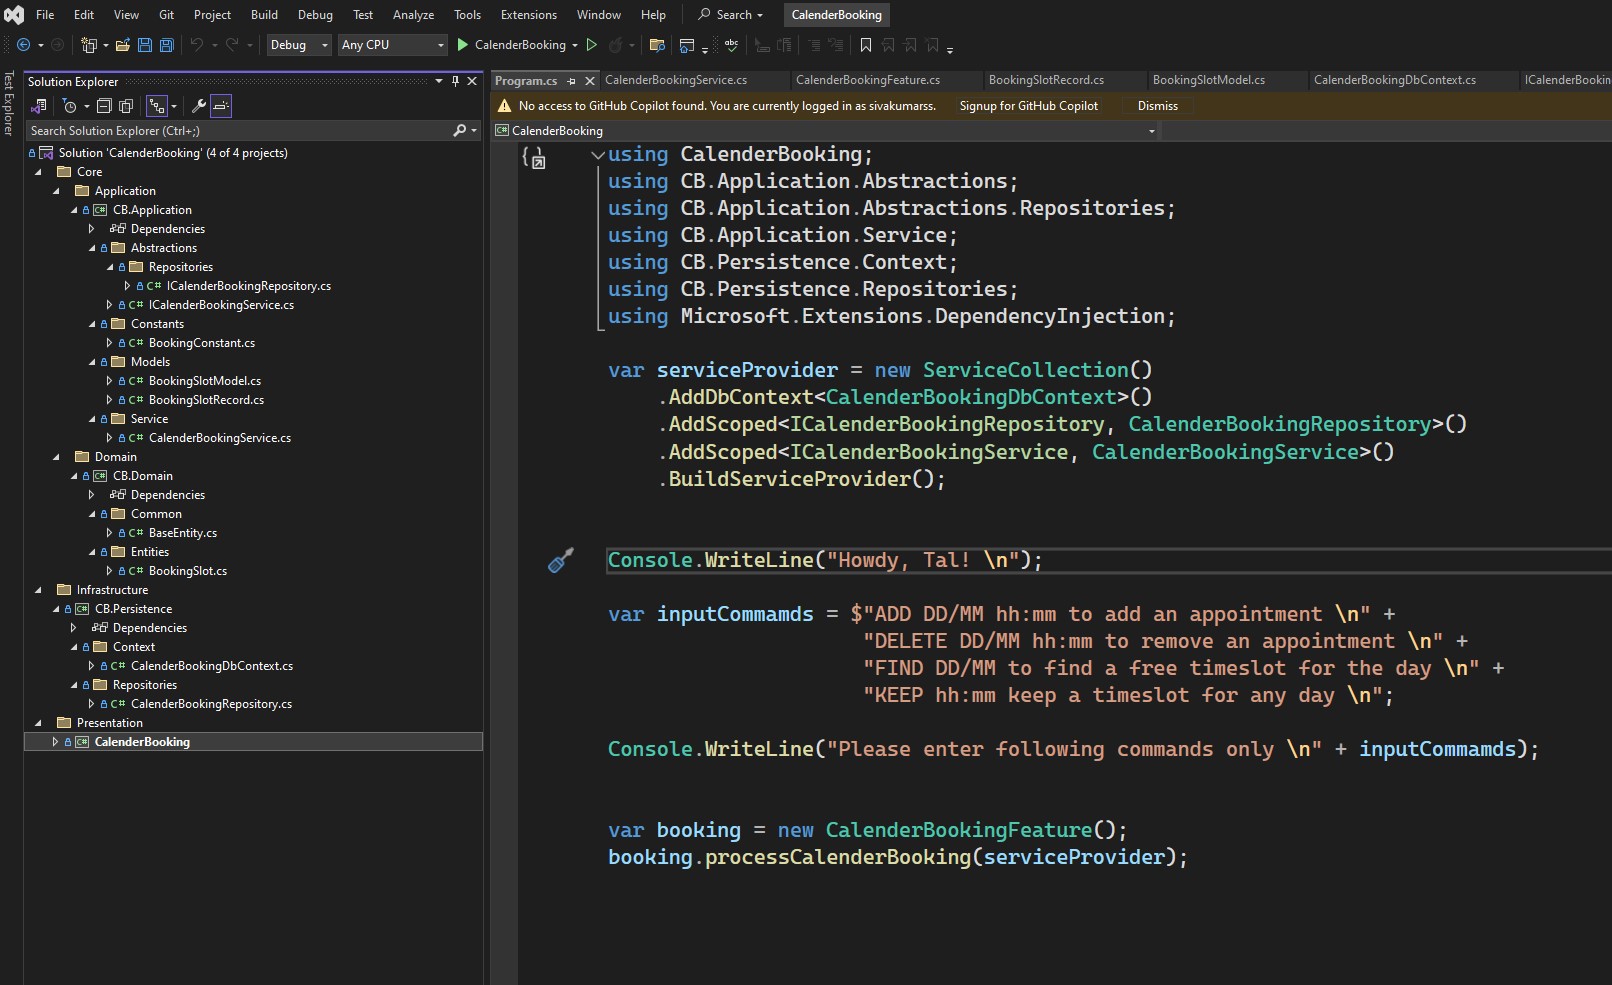 File Edit View Git Project Build Debug Test Analyze Tools Extensions Window Help Search CalenderBooking
Debug Any CPU CalenderBooking
Test Explorer
Solution Explorer
Search Solution Explorer (Ctrl+;)
Solution 'CalenderBooking' (4 of 4 projects)
Core
Application
CB.Application
Dependencies
Abstractions
Repositories
ICalenderBookingRepository.cs
ICalenderBookingService.cs
Constants
BookingConstant.cs
Models
BookingSlotModel.cs
BookingSlotRecord.cs
Service
CalenderBookingService.cs
Domain
CB.Domain
Dependencies
Common
BaseEntity.cs
Entities
BookingSlot.cs
Infrastructure
CB.Persistence
Dependencies
Context
CalenderBookingDbContext.cs
Repositories
CalenderBookingRepository.cs
Presentation
CalenderBooking
Program.cs CalenderBookingService.cs CalenderBookingFeature.cs BookingSlotRecord.cs BookingSlotModel.cs CalenderBookingDbContext.cs ICalenderBookin
No access to GitHub Copilot found. You are currently logged in as sivakumarss. Signup for GitHub Copilot Dismiss
CalenderBooking
using CalenderBooking;
using CB.Application.Abstractions;
using CB.Application.Abstractions.Repositories;
using CB.Application.Service;
using CB.Persistence.Context;
using CB.Persistence.Repositories;
using Microsoft.Extensions.DependencyInjection;
var serviceProvider = new ServiceCollection()
.AddDbContext<CalenderBookingDbContext>()
.AddScoped<ICalenderBookingRepository, CalenderBookingRepository>()
.AddScoped<ICalenderBookingService, CalenderBookingService>()
.BuildServiceProvider();
Console.WriteLine("Howdy, Tal! \n");
var inputCommamds = $"ADD DD/MM hh:mm to add an appointment \n" +
"DELETE DD/MM hh:mm to remove an appointment \n" +
"FIND DD/MM to find a free timeslot for the day \n" +
"KEEP hh:mm keep a timeslot for any day \n";
Console.WriteLine("Please enter following commands only \n" + inputCommamds);
var booking = new CalenderBookingFeature();
booking.processCalenderBooking(serviceProvider);